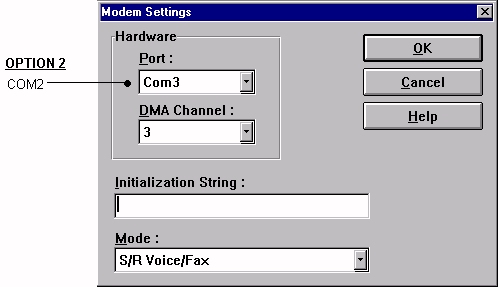 Modem Settings
Hardware
Port :
OK
OPTION 2
COM2
Com3
Cancel
DMA Channel :
Help
3
Initialization String :
Mode :
S/R Voice/Fax